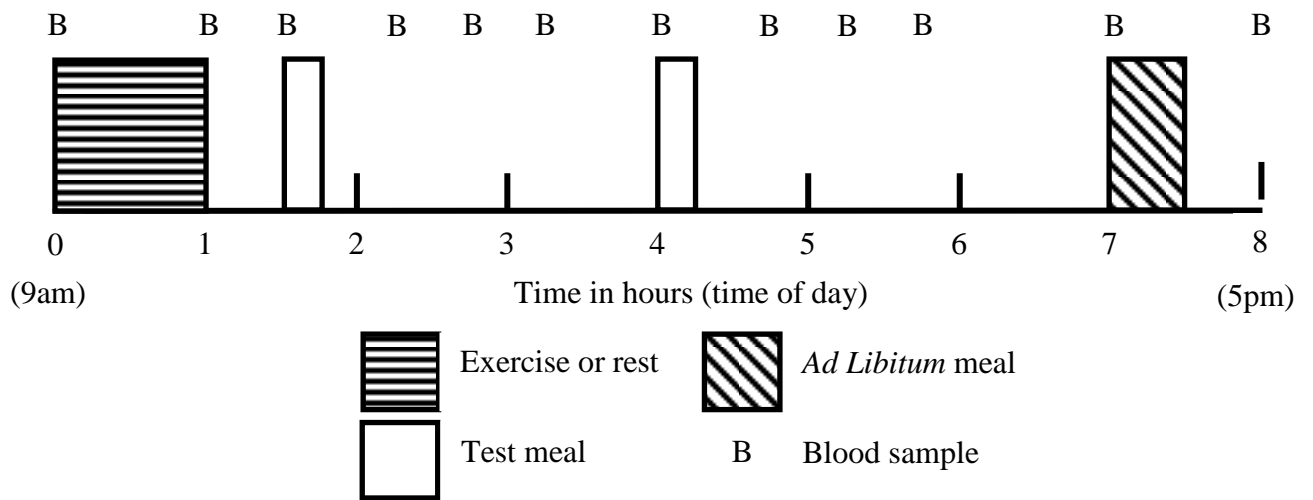 B B B B B B B B B B B B
0 1 2 3 4 5 6 7 8
(9am) Time in hours (time of day) (5pm)
Exercise or rest Ad Libitum meal
Test meal B Blood sample